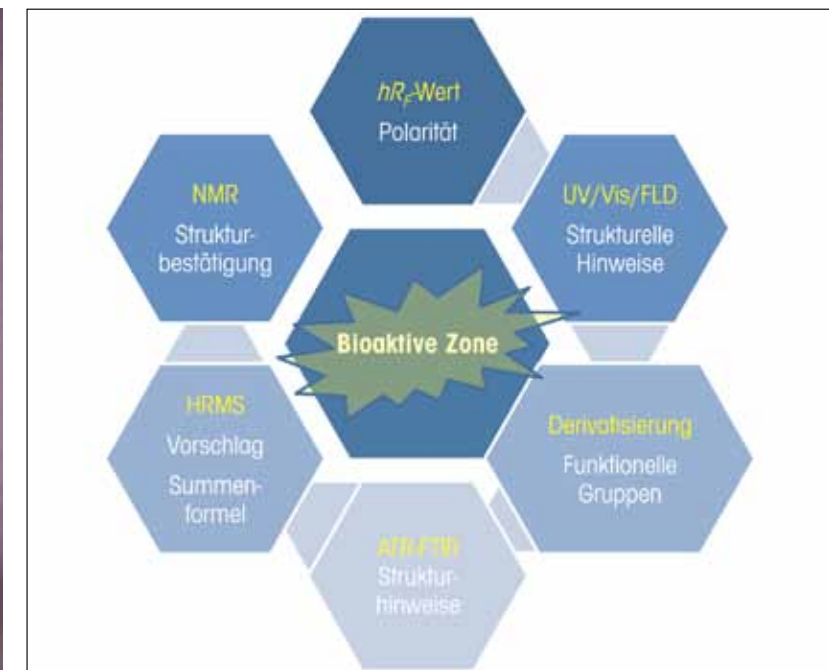 hRF-Wert
Polarität
UV/Vis/FLD
Strukturelle
Hinweise
Derivatisierung
Funktionelle
Gruppen
ATR-FTIR
Struktur-
hinweise
HRMS
Vorschlag
Summen-
formel
NMR
Struktur-
bestätigung
Bioaktive Zone